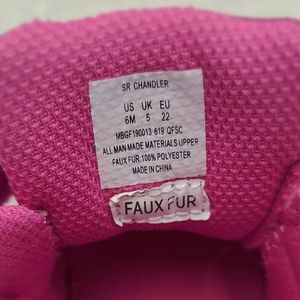 SR CHANDLER
US UK EU
6M 5 22
MBGF190013 619 QFSC
ALL MAN MADE MATERIALS UPPER
FAUX FUR:100% POLYESTER
MADE IN CHINA
FAUX FUR